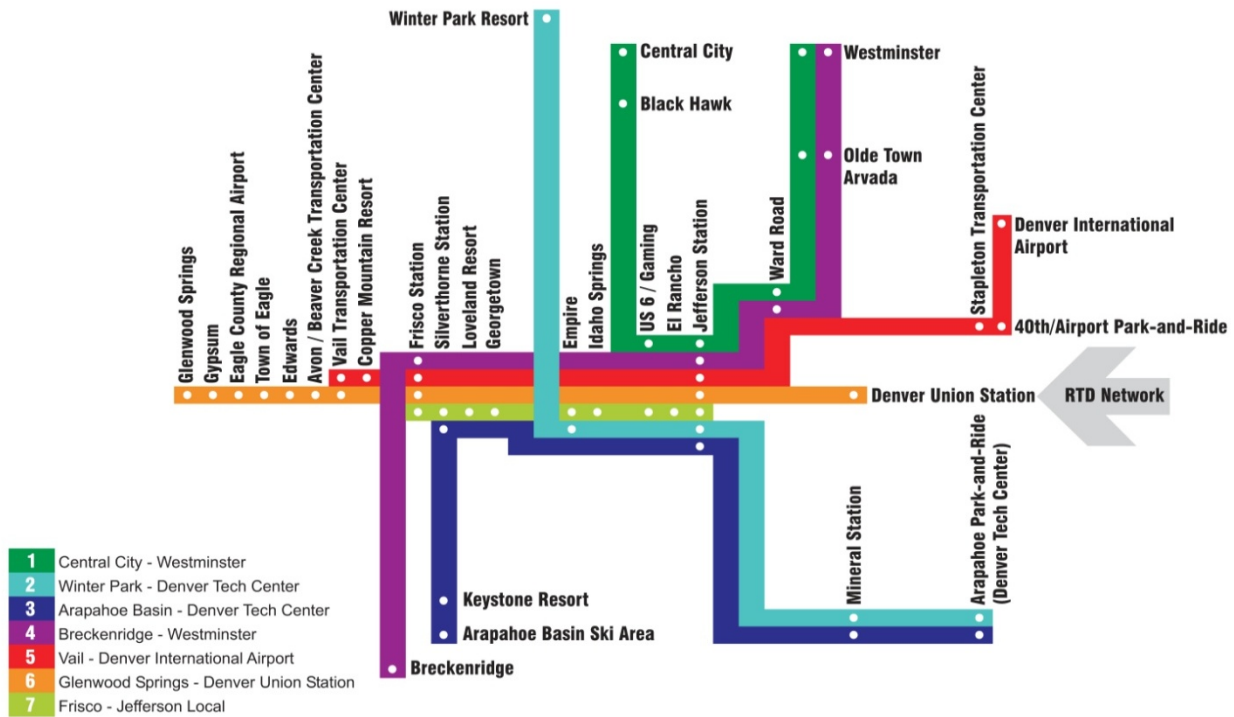 Winter Park Resort
Central City
Black Hawk
Westminster
Olde Town
Arvada
Stapleton Transportation Center
Denver International
Airport
40th/Airport Park-and-Ride
Glenwood Springs
Gypsum
Eagle County Regional Airport
Town of Eagle
Edwards
Avon / Beaver Creek Transportation Center
Vail Transportation Center
Copper Mountain Resort
Frisco Station
Silverthorne Station
Loveland Resort
Georgetown
Empire
Idaho Springs
US 6 / Gaming
El Rancho
Jefferson Station
Ward Road
Denver Union Station
RTD Network
Mineral Station
Arapahoe Park-and-Ride
(Denver Tech Center)
Keystone Resort
Arapahoe Basin Ski Area
Breckenridge
1 Central City - Westminster
2 Winter Park - Denver Tech Center
3 Arapahoe Basin - Denver Tech Center
4 Breckenridge - Westminster
5 Vail - Denver International Airport
6 Glenwood Springs - Denver Union Station
7 Frisco - Jefferson Local